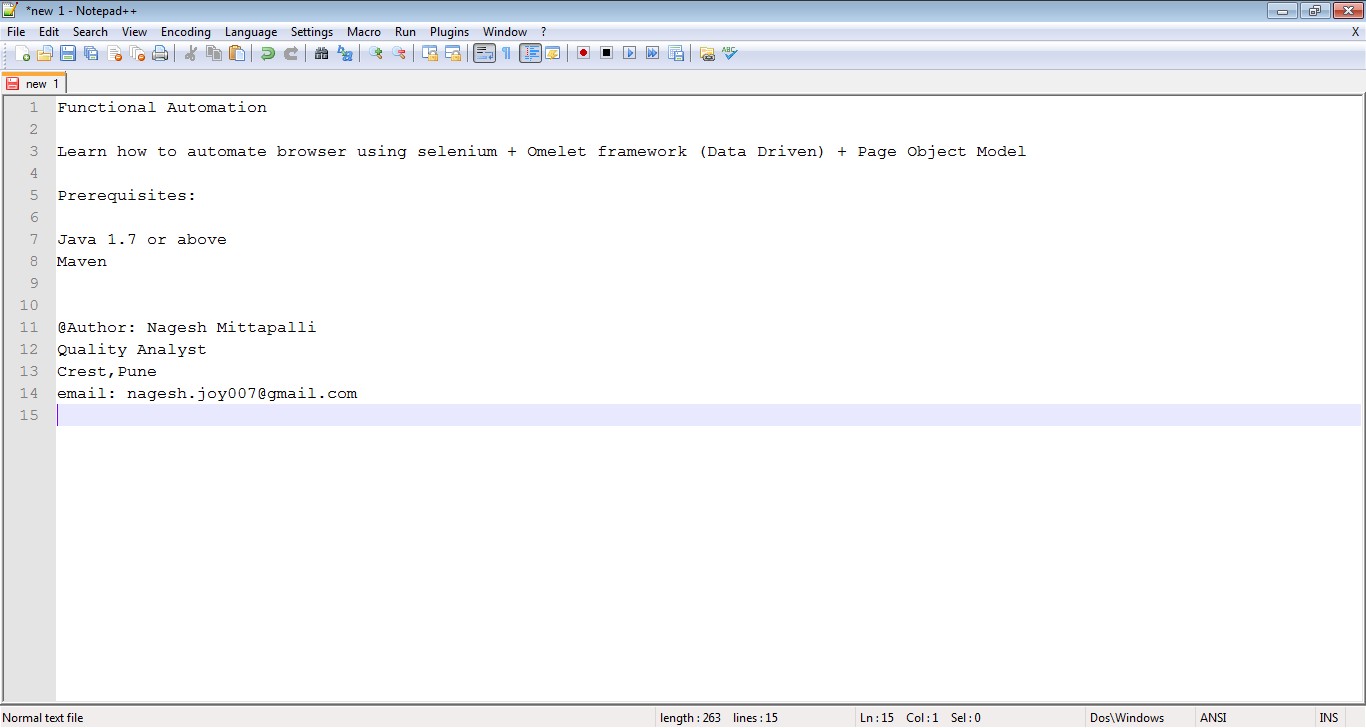 *new 1 - Notepad++
File Edit Search View Encoding Language Settings Macro Run Plugins Window ? X
new 1
1 Functional Automation
2
3 Learn how to automate browser using selenium + Omelet framework (Data Driven) + Page Object Model
4
5 Prerequisites:
6
7 Java 1.7 or above
8 Maven
9
10
11 @Author: Nagesh Mittapalli
12 Quality Analyst
13 Crest,Pune
14 email: nagesh.joy007@gmail.com
15
Normal text file length : 263 lines : 15 Ln : 15 Col : 1 Sel : 0 Dos\Windows ANSI INS